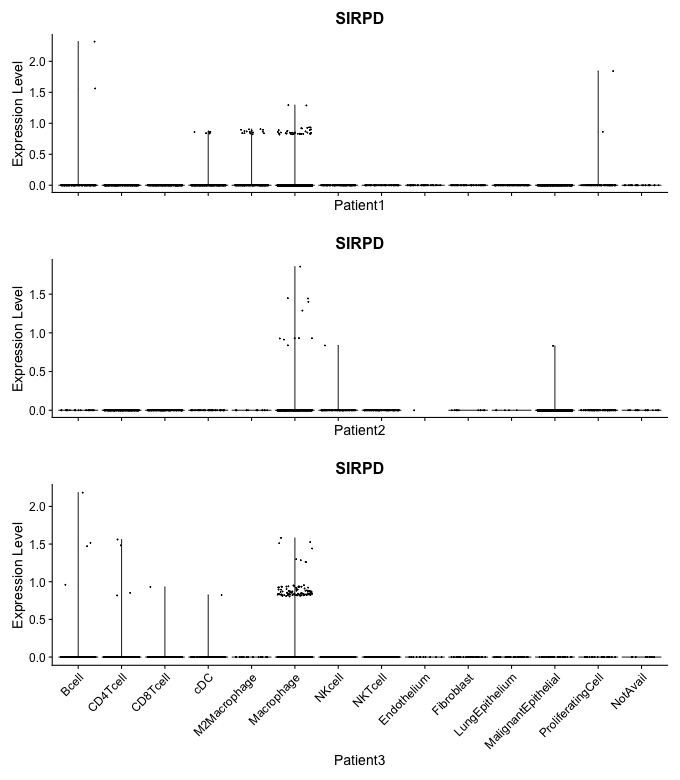 SIRPD
Expression Level
2.0
1.5
1.0
0.5
0.0
Patient1
SIRPD
Expression Level
1.5
1.0
0.5
0.0
Patient2
SIRPD
Expression Level
2.0
1.5
1.0
0.5
0.0
Bcell
CD4Tcell
CD8Tcell
cDC
M2Macrophage
Macrophage
NKcell
NKTcell
Endothelium
Fibroblast
LungEpithelium
MalignantEpithelial
ProliferatingCell
NotAvail
Patient3